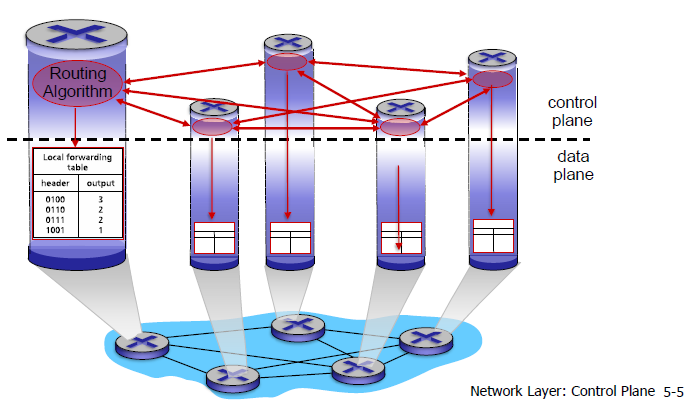 Routing
Algorithm
control
plane
data
plane
Local forwarding
table
header output
0100 3
0110 2
0111 2
1001 1
Network Layer: Control Plane 5-5